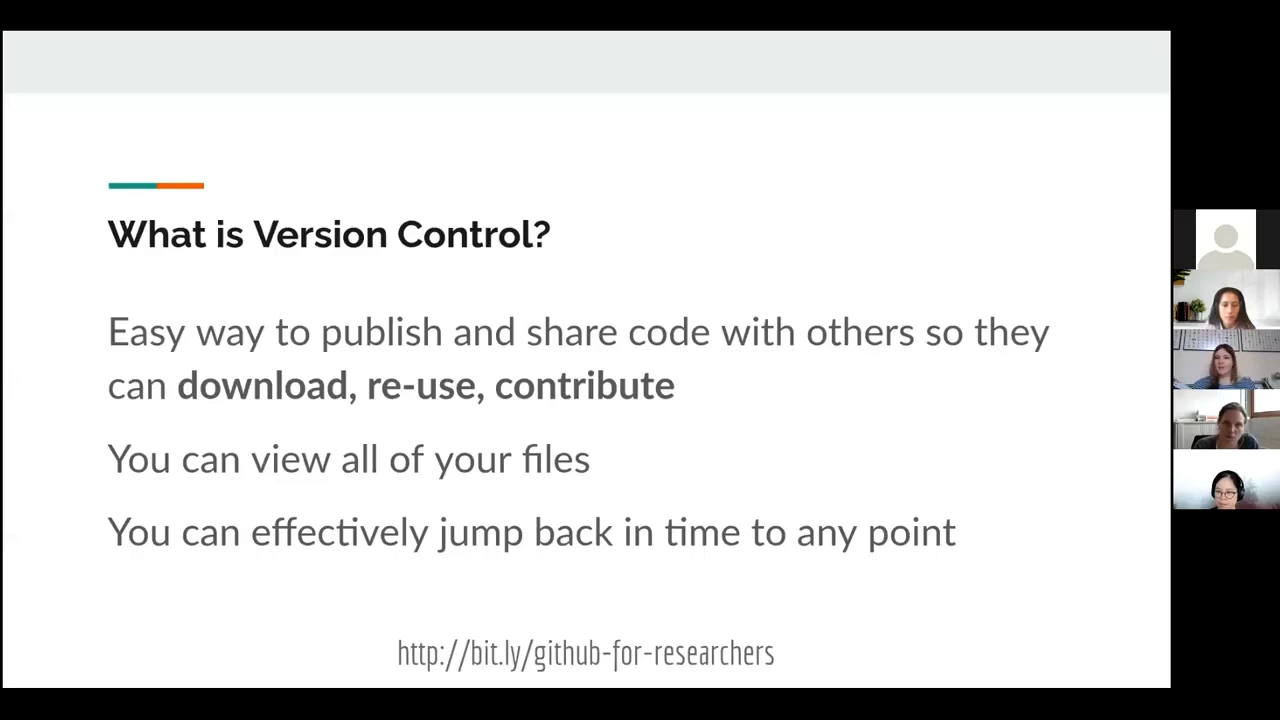 What is Version Control?
Easy way to publish and share code with others so they
can download, re-use, contribute
You can view all of your files
You can effectively jump back in time to any point
http://bit.ly/github-for-researchers